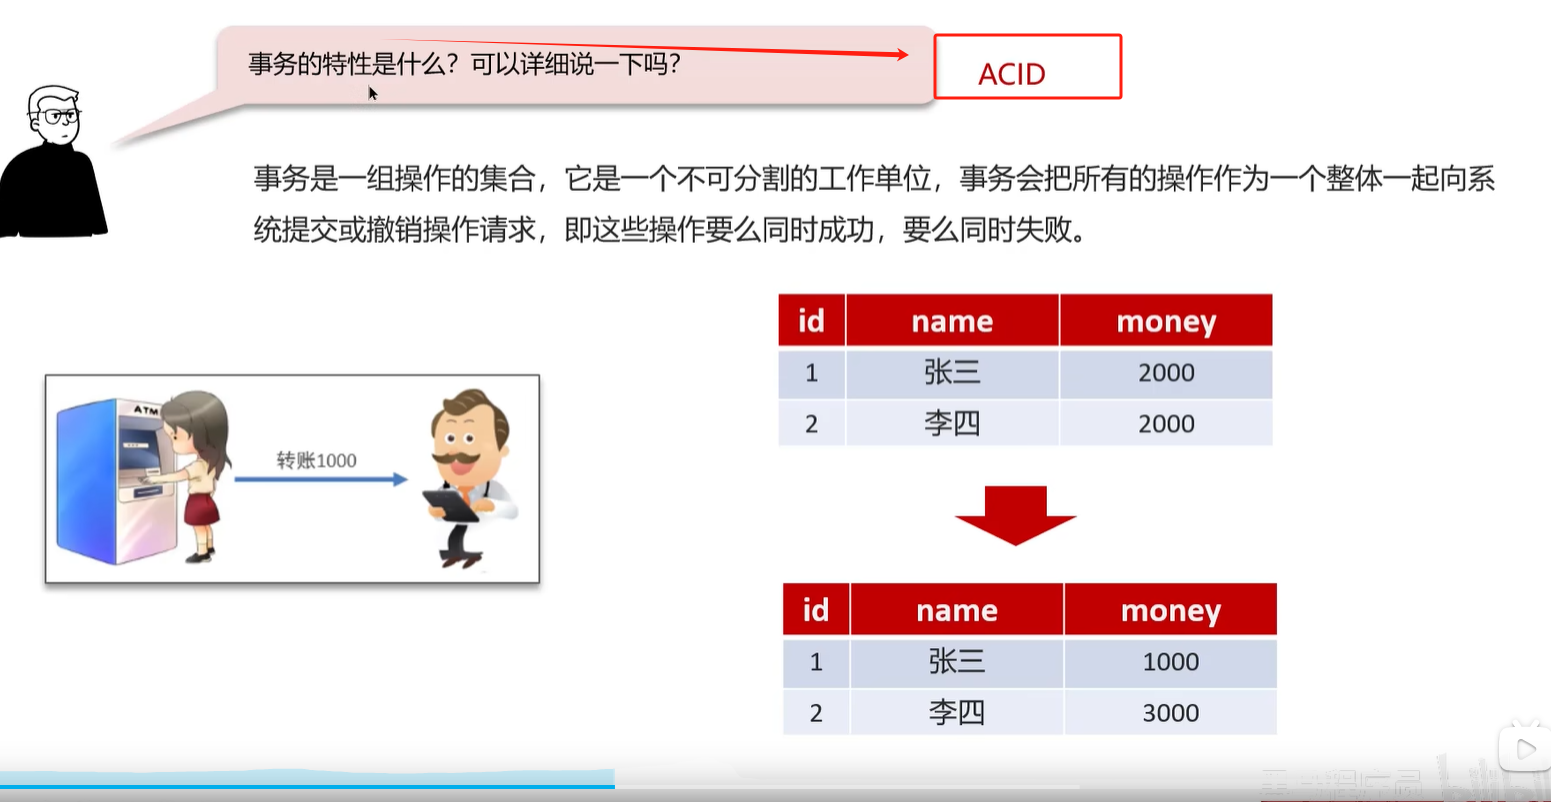 事务的特性是什么？可以详细说一下吗？
ACID
事务是一组操作的集合，它是一个不可分割的工作单位，事务会把所有的操作作为一个整体一起向系
统提交或撤销操作请求，即这些操作要么同时成功，要么同时失败。
id name money
1 张三 2000
2 李四 2000
ATM
转账1000
id name money
1 张三 1000
2 李四 3000